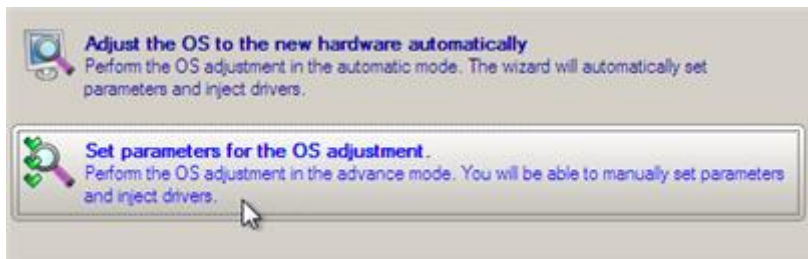 Adjust the OS to the new hardware automatically
Perform the OS adjustment in the automatic mode. The wizard will automatically set
parameters and inject drivers.
Set parameters for the OS adjustment.
Perform the OS adjustment in the advance mode. You will be able to manually set parameters
and inject drivers.